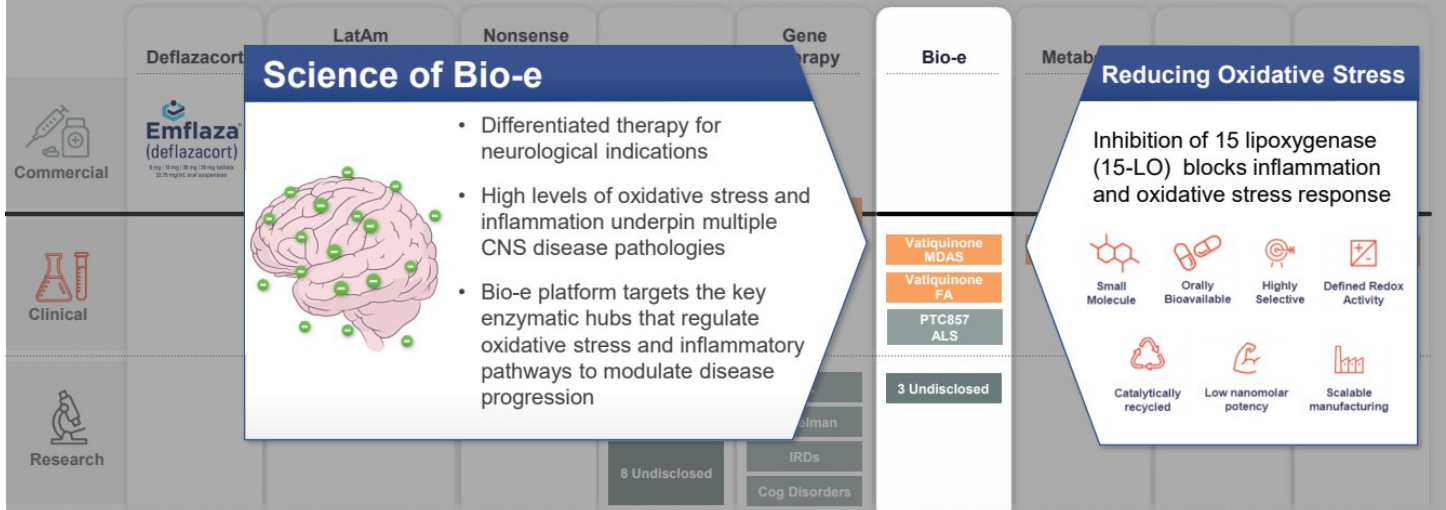 LatAm
Nonsense
Gene
Deflazacort
erapy
Bio-e
Metab
Science of Bio-e
Reducing Oxidative Stress
Emflaza
(deflazacort)
Commercial
• Differentiated therapy for
neurological indications
• High levels of oxidative stress and
inflammation underpin multiple
CNS disease pathologies
• Bio-e platform targets the key
enzymatic hubs that regulate
oxidative stress and inflammatory
pathways to modulate disease
progression
Inhibition of 15 lipoxygenase
(15-LO) blocks inflammation
and oxidative stress response
Clinical
Vatiquinone
MDAS
Vatiquinone
FA
PTC857
ALS
Small
Molecule
Orally
Bioavailable
Highly
Selective
Defined Redox
Activity
Catalytically
recycled
Low nanomolar
potency
Scalable
manufacturing
3 Undisclosed
Research
elman
IRDs
8 Undisclosed
Cog Disorders